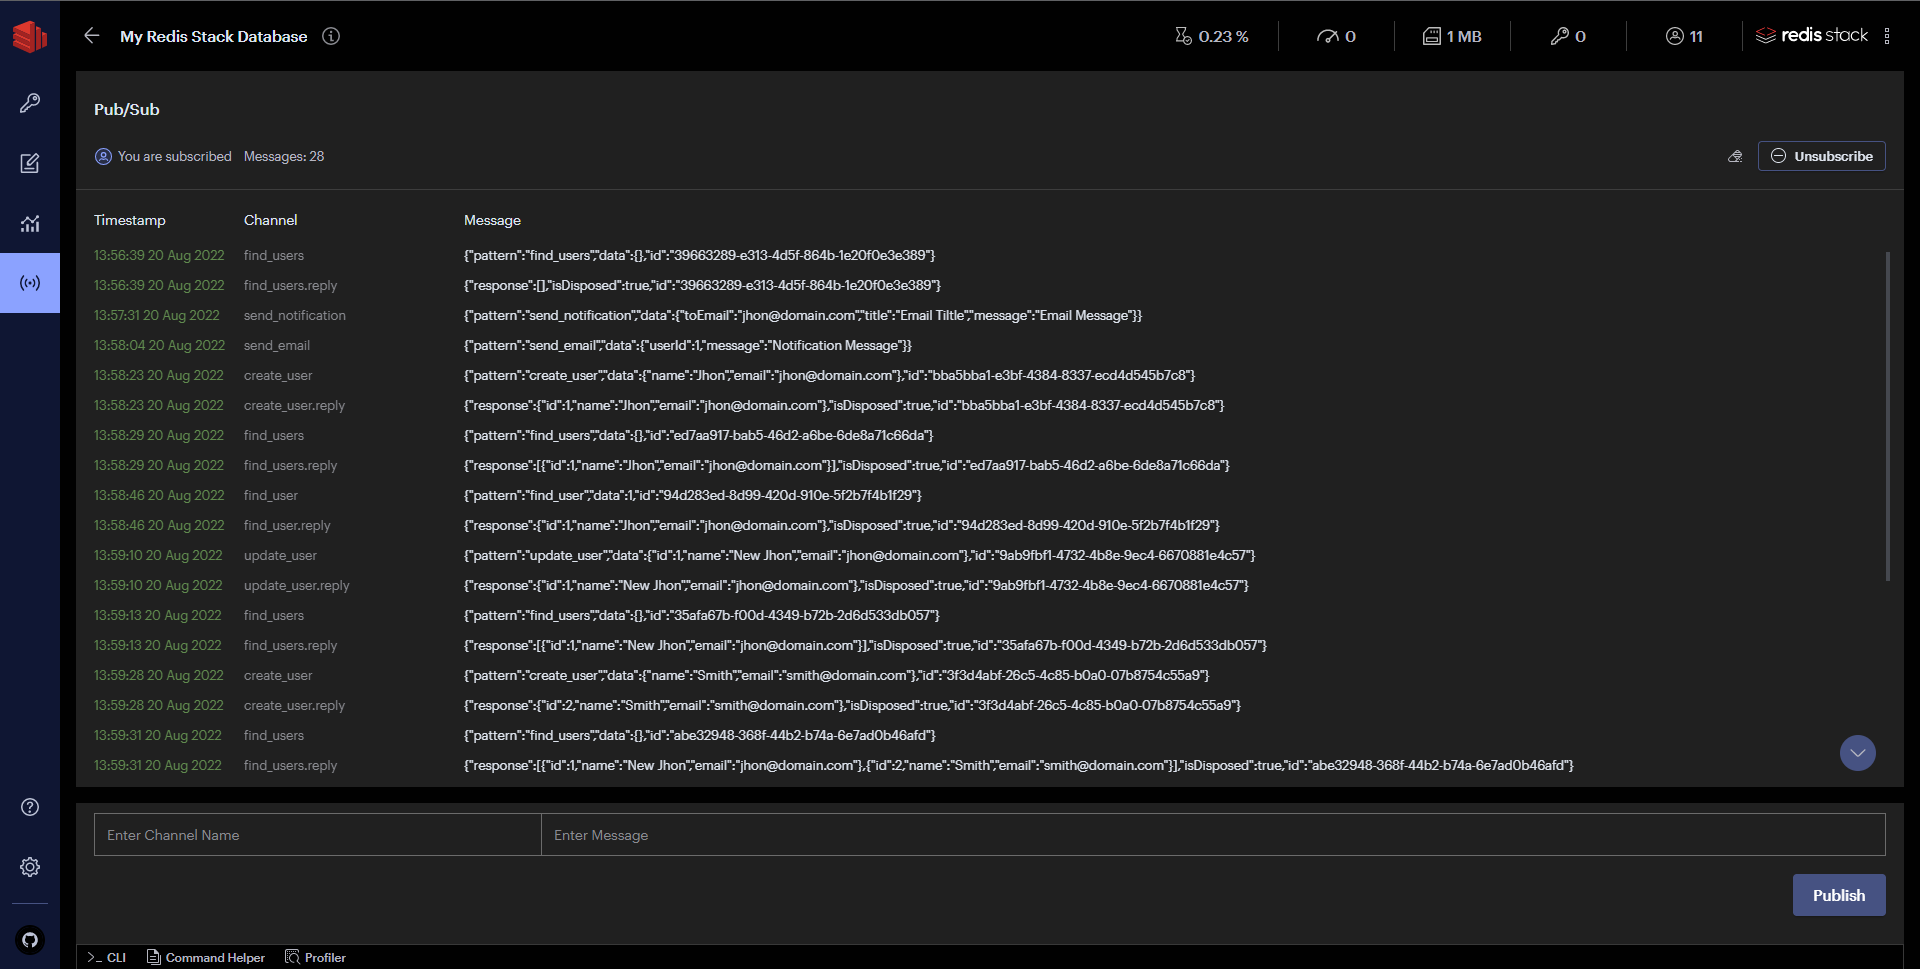 My Redis Stack Database 0.23 % 0 1 MB 0 11 redis stack
Pub/Sub
You are subscribed Messages: 28 Unsubscribe
Timestamp Channel Message
13:56:39 20 Aug 2022 find_users {"pattern":"find_users","data":{},"id":"39663289-e313-4d5f-864b-1e20f0e3e389"}
13:56:39 20 Aug 2022 find_users.reply {"response":[],"isDisposed":true,"id":"39663289-e313-4d5f-864b-1e20f0e3e389"}
13:57:31 20 Aug 2022 send_notification {"pattern":"send_notification","data":{"toEmail":"jhon@domain.com","title":"Email Tiltle","message":"Email Message"}}
13:58:04 20 Aug 2022 send_email {"pattern":"send_email","data":{"userId":1,"message":"Notification Message"}}
13:58:23 20 Aug 2022 create_user {"pattern":"create_user","data":{"name":"Jhon","email":"jhon@domain.com"},"id":"bba5bba1-e3bf-4384-8337-ecd4d545b7c8"}
13:58:23 20 Aug 2022 create_user.reply {"response":{"id":1,"name":"Jhon","email":"jhon@domain.com"},"isDisposed":true,"id":"bba5bba1-e3bf-4384-8337-ecd4d545b7c8"}
13:58:29 20 Aug 2022 find_users {"pattern":"find_users","data":{},"id":"ed7aa917-bab5-46d2-a6be-6de8a71c66da"}
13:58:29 20 Aug 2022 find_users.reply {"response":[{"id":1,"name":"Jhon","email":"jhon@domain.com"}],"isDisposed":true,"id":"ed7aa917-bab5-46d2-a6be-6de8a71c66da"}
13:58:46 20 Aug 2022 find_user {"pattern":"find_user","data":1,"id":"94d283ed-8d99-420d-910e-5f2b7f4b1f29"}
13:58:46 20 Aug 2022 find_user.reply {"response":{"id":1,"name":"Jhon","email":"jhon@domain.com"},"isDisposed":true,"id":"94d283ed-8d99-420d-910e-5f2b7f4b1f29"}
13:59:10 20 Aug 2022 update_user {"pattern":"update_user","data":{"id":1,"name":"New Jhon","email":"jhon@domain.com"},"id":"9ab9fbf1-4732-4b8e-9ec4-6670881e4c57"}
13:59:10 20 Aug 2022 update_user.reply {"response":{"id":1,"name":"New Jhon","email":"jhon@domain.com"},"isDisposed":true,"id":"9ab9fbf1-4732-4b8e-9ec4-6670881e4c57"}
13:59:13 20 Aug 2022 find_users {"pattern":"find_users","data":{},"id":"35afa67b-f00d-4349-b72b-2d6d533db057"}
13:59:13 20 Aug 2022 find_users.reply {"response":[{"id":1,"name":"New Jhon","email":"jhon@domain.com"}],"isDisposed":true,"id":"35afa67b-f00d-4349-b72b-2d6d533db057"}
13:59:28 20 Aug 2022 create_user {"pattern":"create_user","data":{"name":"Smith","email":"smith@domain.com"},"id":"3f3d4abf-26c5-4c85-b0a0-07b8754c55a9"}
13:59:28 20 Aug 2022 create_user.reply {"response":{"id":2,"name":"Smith","email":"smith@domain.com"},"isDisposed":true,"id":"3f3d4abf-26c5-4c85-b0a0-07b8754c55a9"}
13:59:31 20 Aug 2022 find_users {"pattern":"find_users","data":{},"id":"abe32948-368f-44b2-b74a-6e7ad0b46afd"}
13:59:31 20 Aug 2022 find_users.reply {"response":[{"id":1,"name":"New Jhon","email":"jhon@domain.com"},{"id":2,"name":"Smith","email":"smith@domain.com"}],"isDisposed":true,"id":"abe32948-368f-44b2-b74a-6e7ad0b46afd"}
Enter Channel Name Enter Message
Publish
>_ CLI Command Helper Profiler